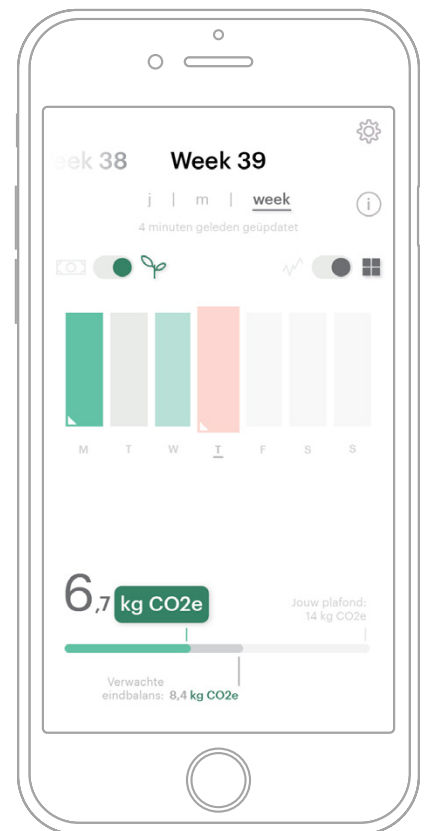 eek 38 Week 39
j | m | week
4 minuten geleden geüpdatet
M T W T F S S
6,7 kg CO2e
Jouw plafond:
14 kg CO2e
Verwachte
eindbalans: 8,4 kg CO2e